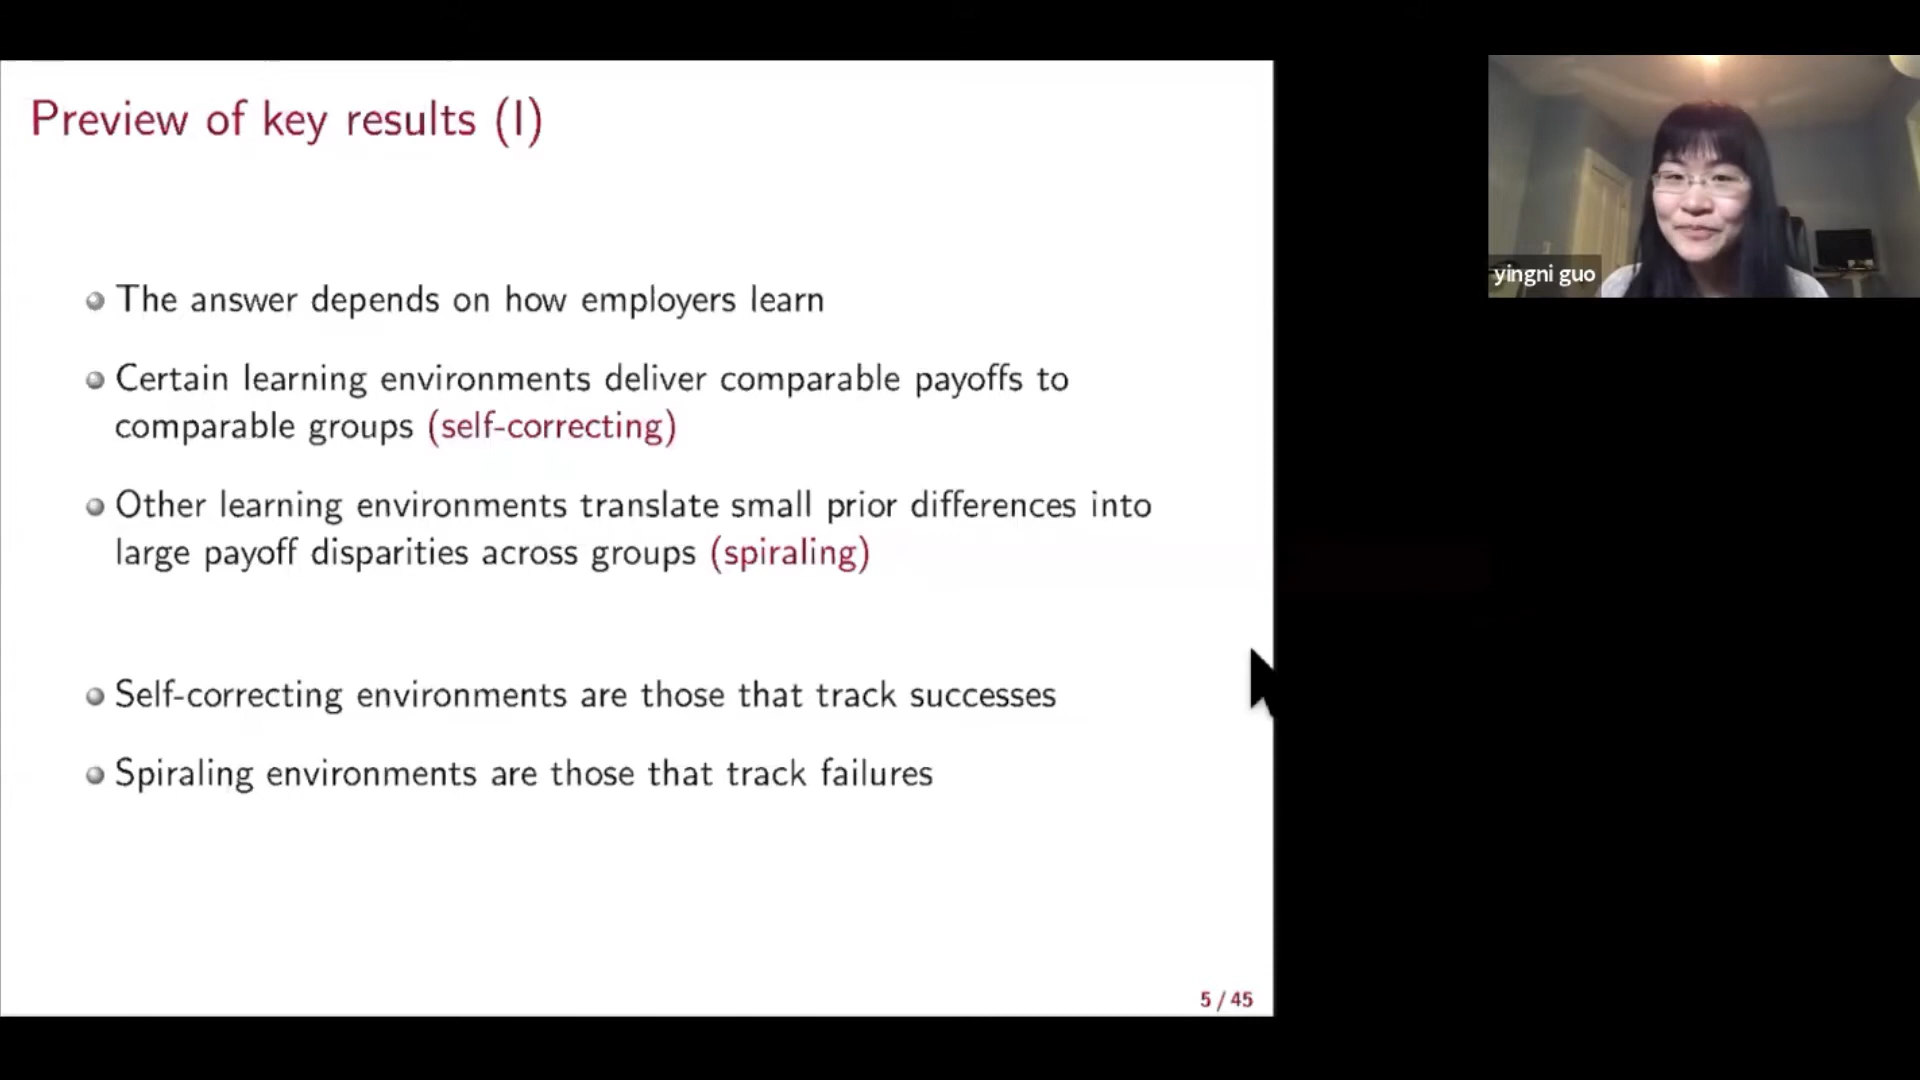 Preview of key results (I)
yingni guo
The answer depends on how employers learn
Certain learning environments deliver comparable payoffs to
comparable groups (self-correcting)
Other learning environments translate small prior differences into
large payoff disparities across groups (spiraling)
Self-correcting environments are those that track successes
Spiraling environments are those that track failures
5 / 45